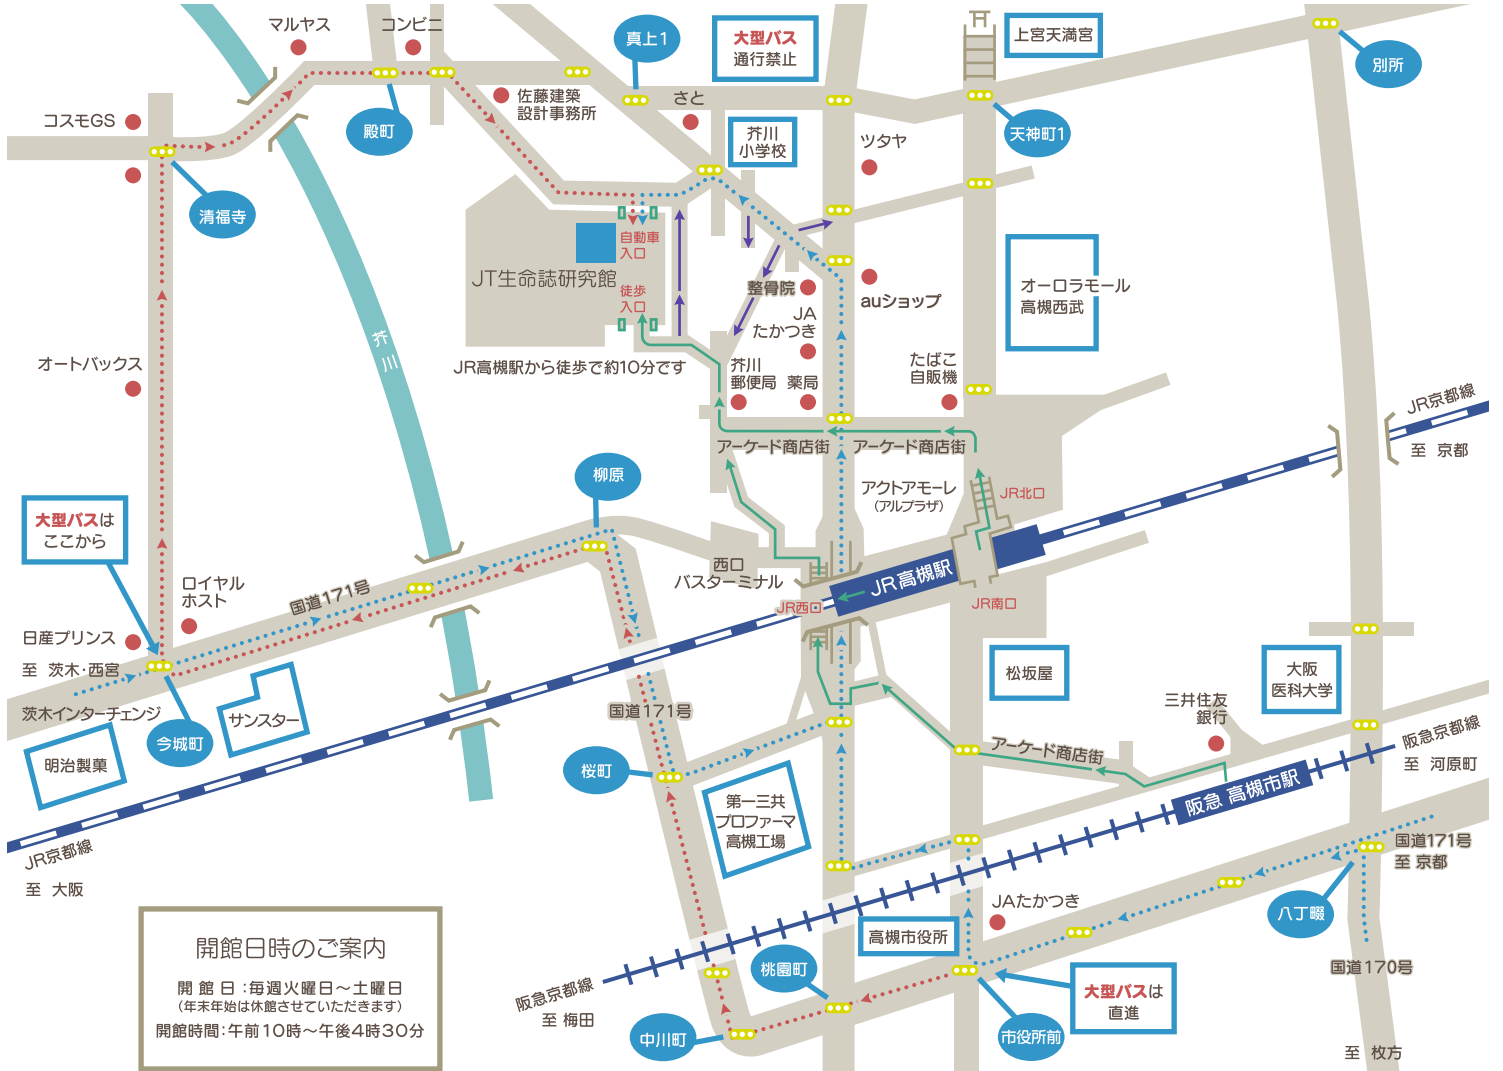 マルヤス
コンビニ
真上1
大型バス
通行禁止
上宮天満宮
別所
コスモGS
殿町
佐藤建築
設計事務所
さと
芥川
小学校
ツタヤ
天神町1
清福寺
自動車
入口
JT生命誌研究館
徒歩
入口
整骨院
auショップ
オーロラモール
高槻西武
JA
たかつき
芥川
オートバックス
JR高槻駅から徒歩で約10分です
芥川
郵便局
薬局
たばこ
自販機
JR京都線
至 京都
アーケード商店街
アーケード商店街
柳原
アクトアモーレ
(アルプラザ)
JR北口
大型バスは
ここから
ロイヤル
ホスト
国道171号
西口
バスターミナル
JR高槻駅
JR西口
JR南口
日産プリンス
至 茨木・西宮
茨木インターチェンジ
サンスター
今城町
明治製菓
国道171号
松坂屋
大阪
医科大学
三井住友
銀行
桜町
アーケード商店街
阪急京都線
至 河原町
第一三共
プロファーマ
高槻工場
阪急 高槻市駅
国道171号
至 京都
JR京都線
至 大阪
JAたかつき
八丁畷
高槻市役所
桃園町
国道170号
阪急京都線
至 梅田
大型バスは
直進
中川町
市役所前
至 枚方
開館日時のご案内
開 館 日:毎週火曜日〜土曜日
(年末年始は休館させていただきます)
開館時間:午前10時〜午後4時30分